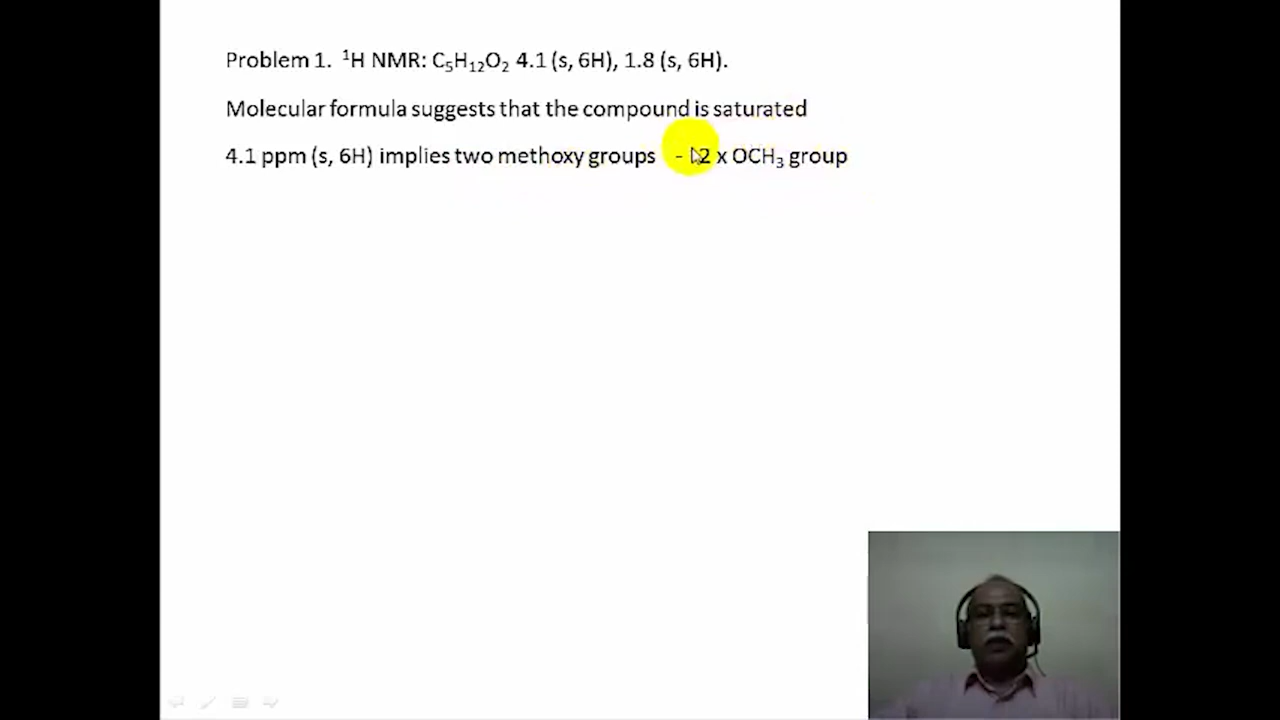 Problem 1. ¹H NMR: C₅H₁₂O₂ 4.1 (s, 6H), 1.8 (s, 6H).
Molecular formula suggests that the compound is saturated
4.1 ppm (s, 6H) implies two methoxy groups - 2 x OCH₃ group